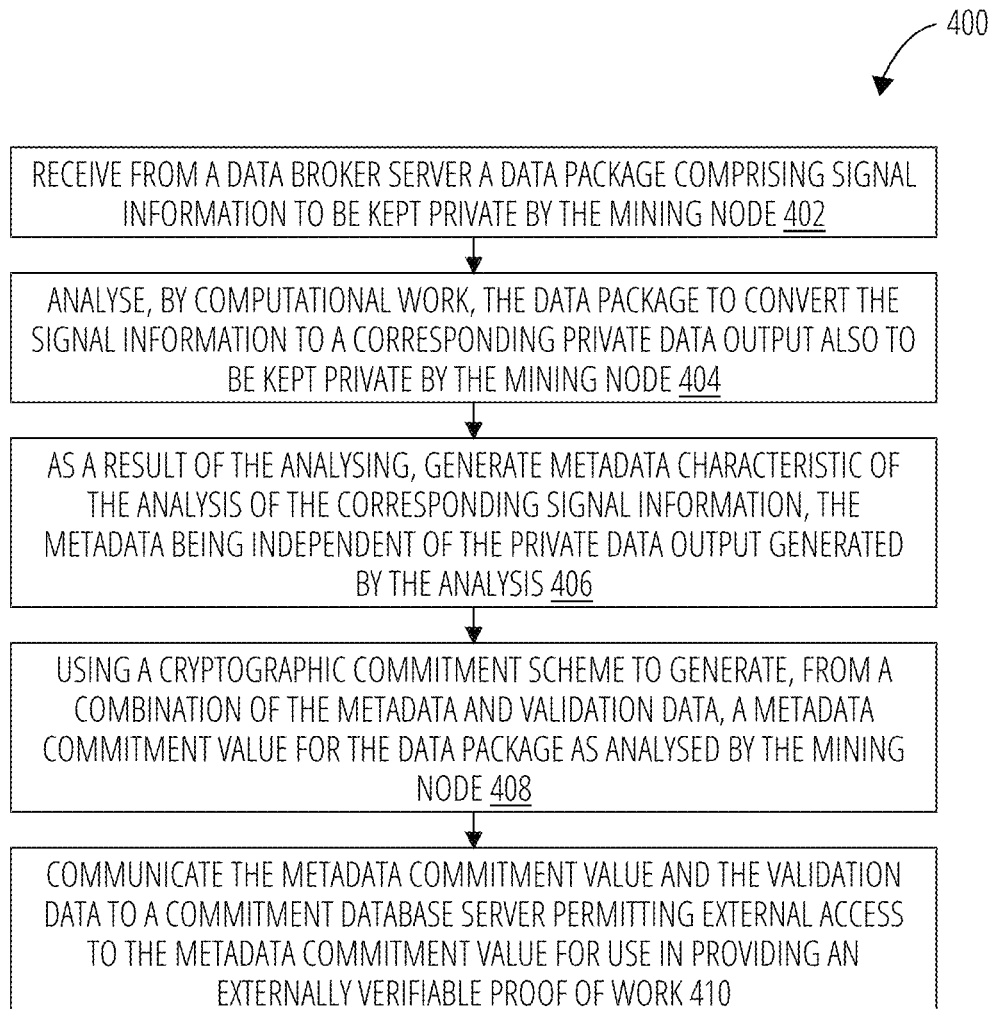 400
RECEIVE FROM A DATA BROKER SERVER A DATA PACKAGE COMPRISING SIGNAL
INFORMATION TO BE KEPT PRIVATE BY THE MINING NODE 402
ANALYSE, BY COMPUTATIONAL WORK, THE DATA PACKAGE TO CONVERT THE
SIGNAL INFORMATION TO A CORRESPONDING PRIVATE DATA OUTPUT ALSO TO
BE KEPT PRIVATE BY THE MINING NODE 404
AS A RESULT OF THE ANALYSING, GENERATE METADATA CHARACTERISTIC OF
THE ANALYSIS OF THE CORRESPONDING SIGNAL INFORMATION, THE
METADATA BEING INDEPENDENT OF THE PRIVATE DATA OUTPUT GENERATED
BY THE ANALYSIS 406
USING A CRYPTOGRAPHIC COMMITMENT SCHEME TO GENERATE, FROM A
COMBINATION OF THE METADATA AND VALIDATION DATA, A METADATA
COMMITMENT VALUE FOR THE DATA PACKAGE AS ANALYSED BY THE MINING
NODE 408
COMMUNICATE THE METADATA COMMITMENT VALUE AND THE VALIDATION
DATA TO A COMMITMENT DATABASE SERVER PERMITTING EXTERNAL ACCESS
TO THE METADATA COMMITMENT VALUE FOR USE IN PROVIDING AN
EXTERNALLY VERIFIABLE PROOF OF WORK 410